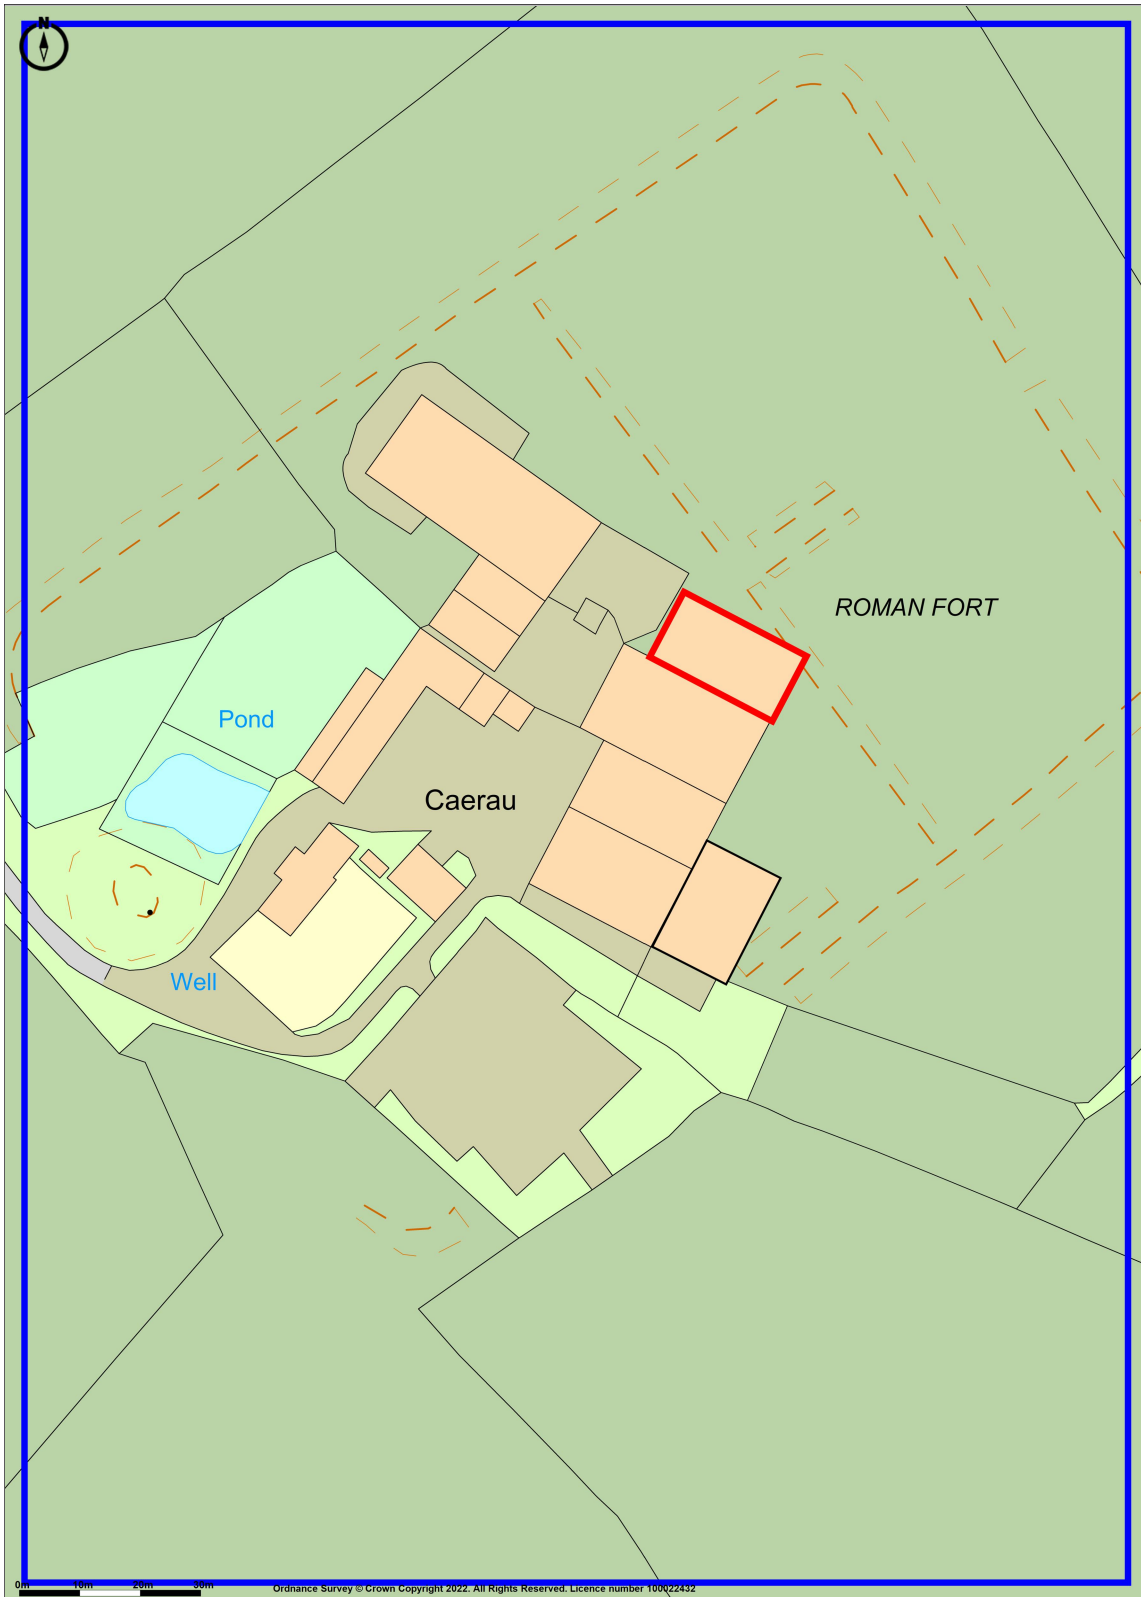 N
ROMAN FORT
Pond
Caerau
Well
0m 10m 20m 30m
Ordnance Survey © Crown Copyright 2022. All Rights Reserved. Licence number 100022432